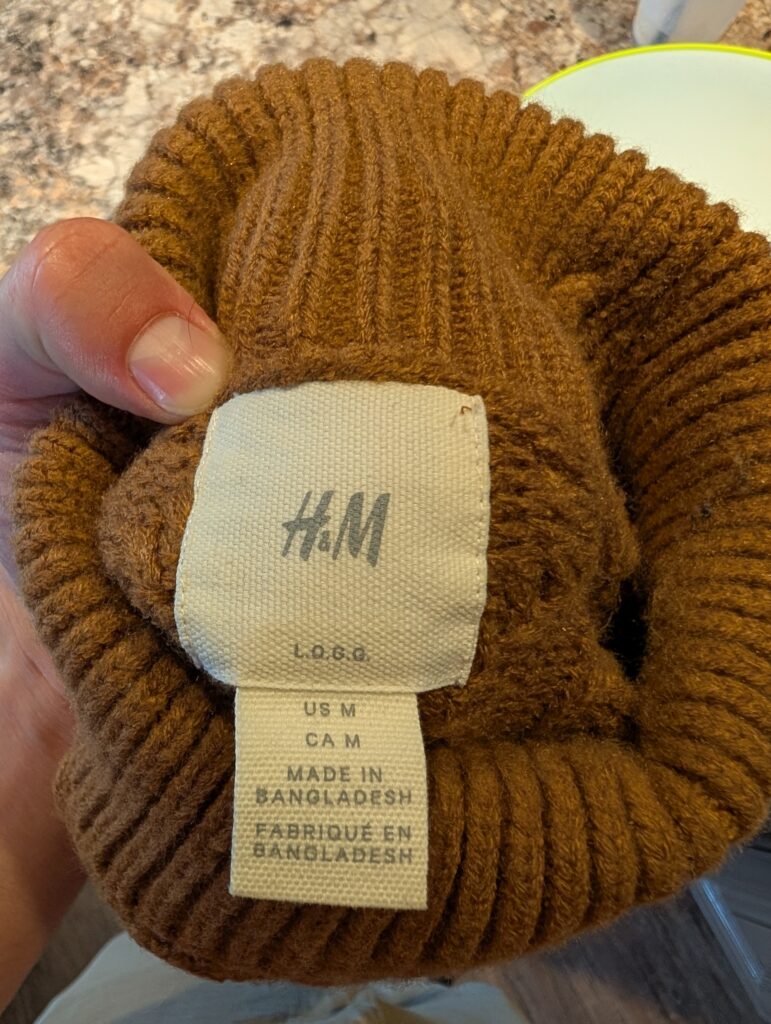 H&M
L.O.G.G.
US M
CA M
MADE IN
BANGLADESH
FABRIQUÉ EN
BANGLADESH